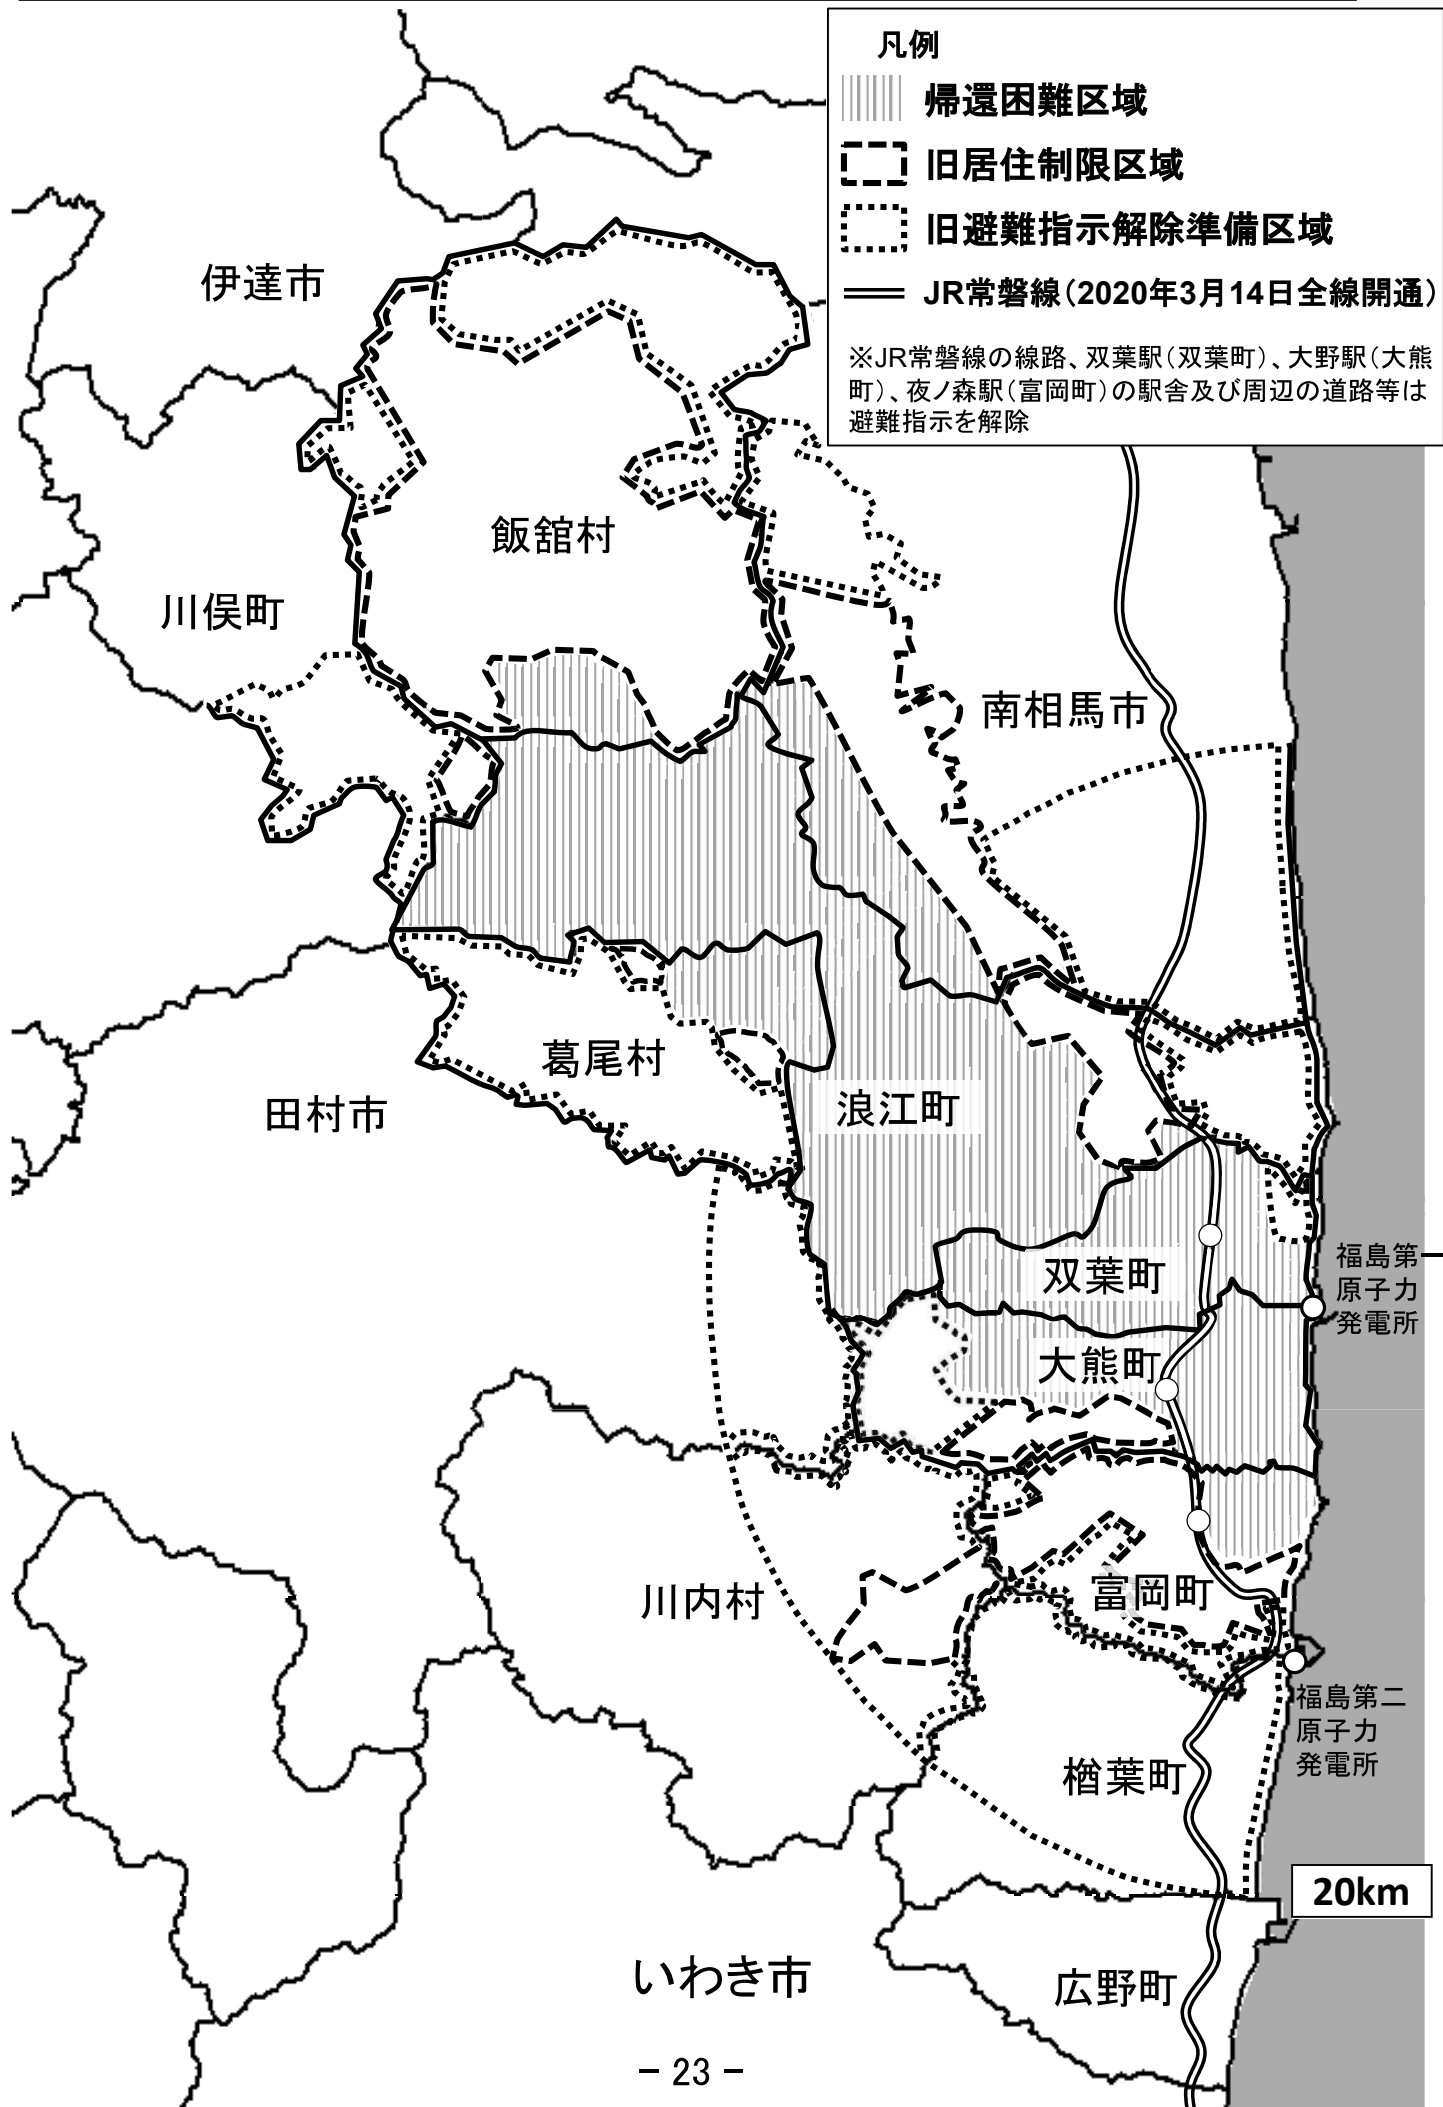 凡例
帰還困難区域
旧居住制限区域
旧避難指示解除準備区域
JR常磐線(2020年3月14日全線開通)
※JR常磐線の線路、双葉駅(双葉町)、大野駅(大熊
町)、夜ノ森駅(富岡町)の駅舎及び周辺の道路等は
避難指示を解除
伊達市
飯舘村
川俣町
南相馬市
葛尾村
田村市
浪江町
双葉町
福島第一
原子力
発電所
大熊町
川内村
富岡町
福島第二
原子力
発電所
楢葉町
20km
いわき市
広野町
- 23 -